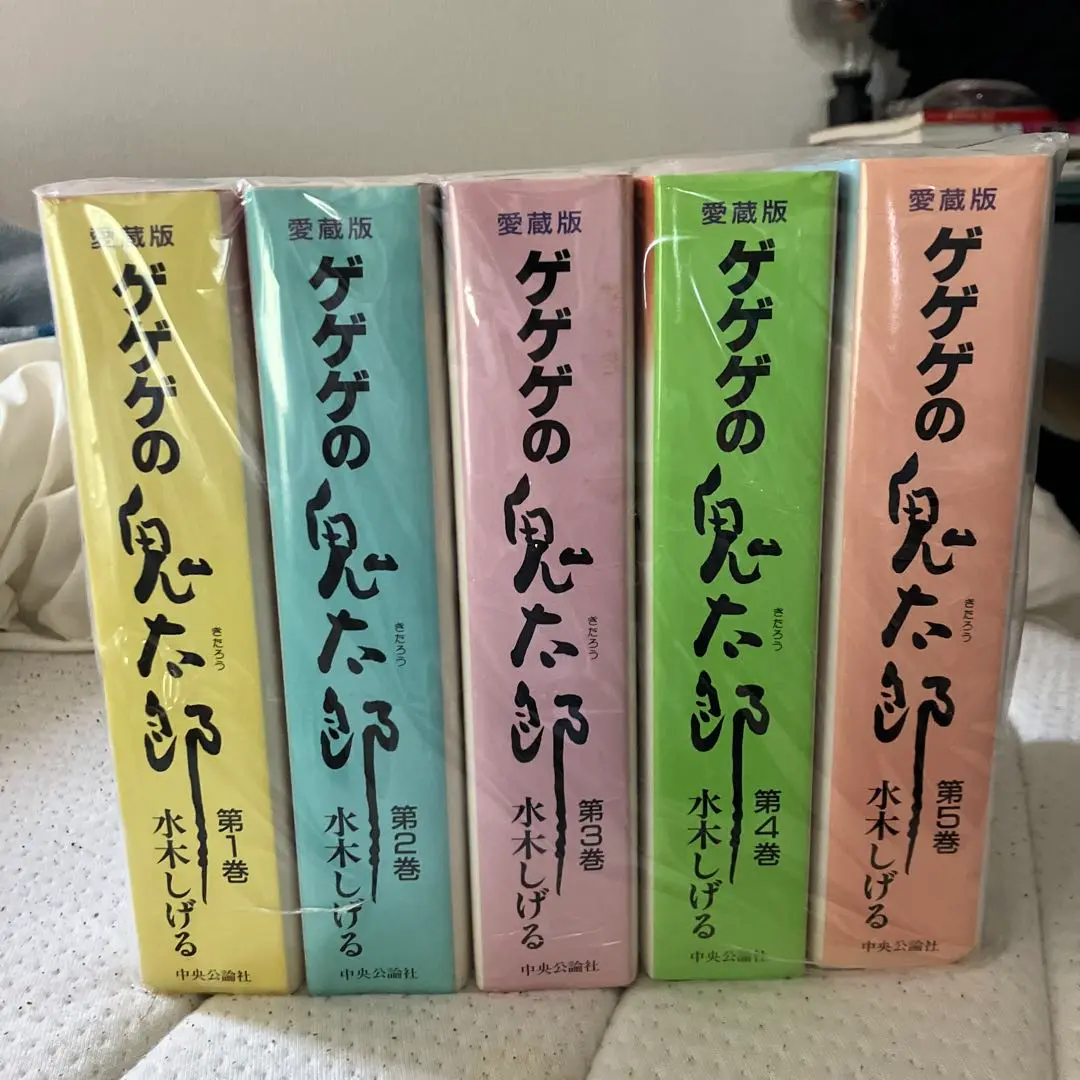 愛蔵版
ゲゲゲの
鬼太郎
きたろう
第1巻
水木しげる
中央公論社
愛蔵版
ゲゲゲの
鬼太郎
きたろう
第2巻
水木しげる
中央公論社
愛蔵版
ゲゲゲの
鬼太郎
きたろう
第3巻
水木しげる
中央公論社
愛蔵版
ゲゲゲの
鬼太郎
きたろう
第4巻
水木しげる
中央公論社
愛蔵版
ゲゲゲの
鬼太郎
きたろう
第5巻
水木しげる
中央公論社